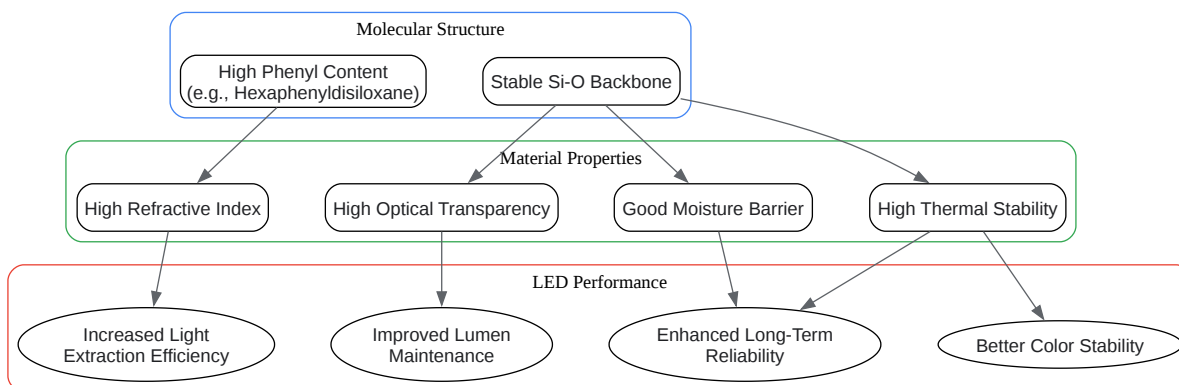 Molecular Structure
High Phenyl Content
(e.g., Hexaphenyldisiloxane)
Stable Si-O Backbone
Material Properties
High Refractive Index
High Optical Transparency
Good Moisture Barrier
High Thermal Stability
LED Performance
Increased Light
Extraction Efficiency
Improved Lumen
Maintenance
Enhanced Long-Term
Reliability
Better Color Stability